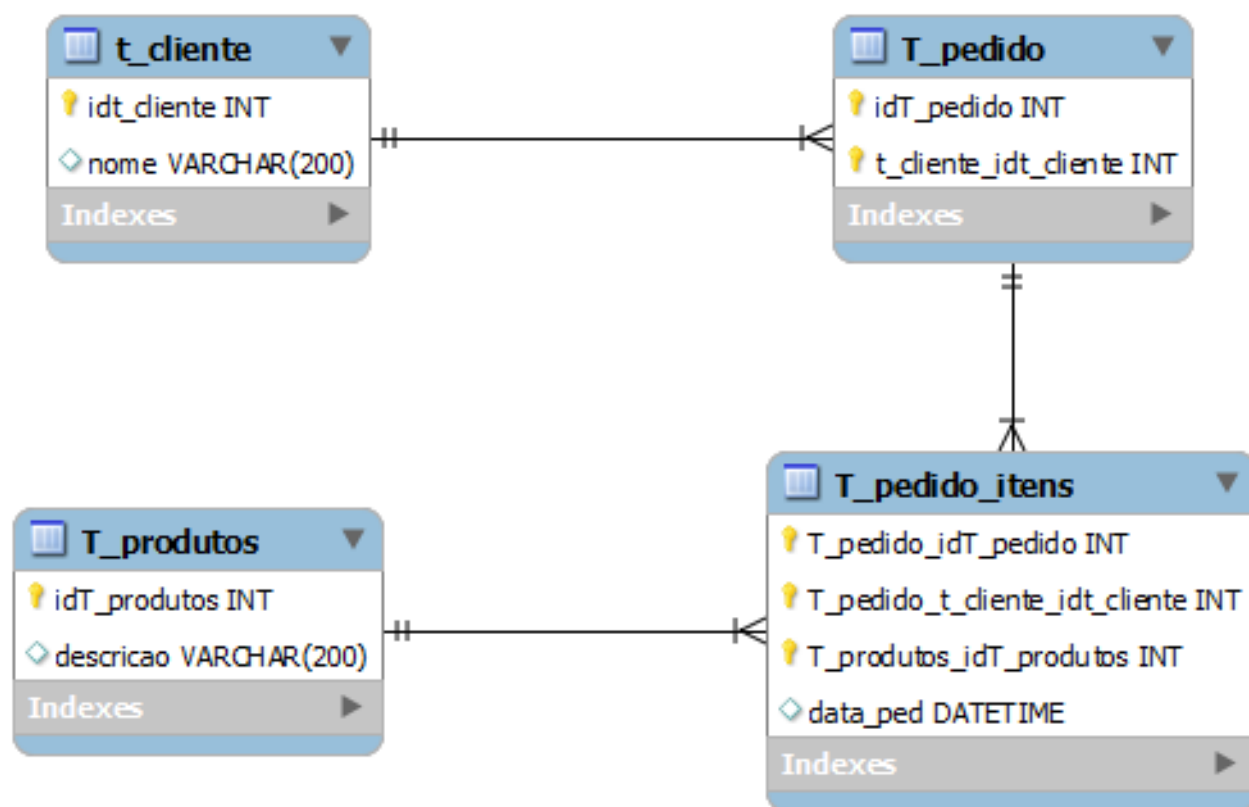 t_cliente
idt_cliente INT
nome VARCHAR(200)
Indexes
T_pedido
idT_pedido INT
t_cliente_idt_cliente INT
Indexes
T_produtos
idT_produtos INT
descricao VARCHAR(200)
Indexes
T_pedido_itens
T_pedido_idT_pedido INT
T_pedido_t_cliente_idt_cliente INT
T_produtos_idT_produtos INT
data_ped DATETIME
Indexes